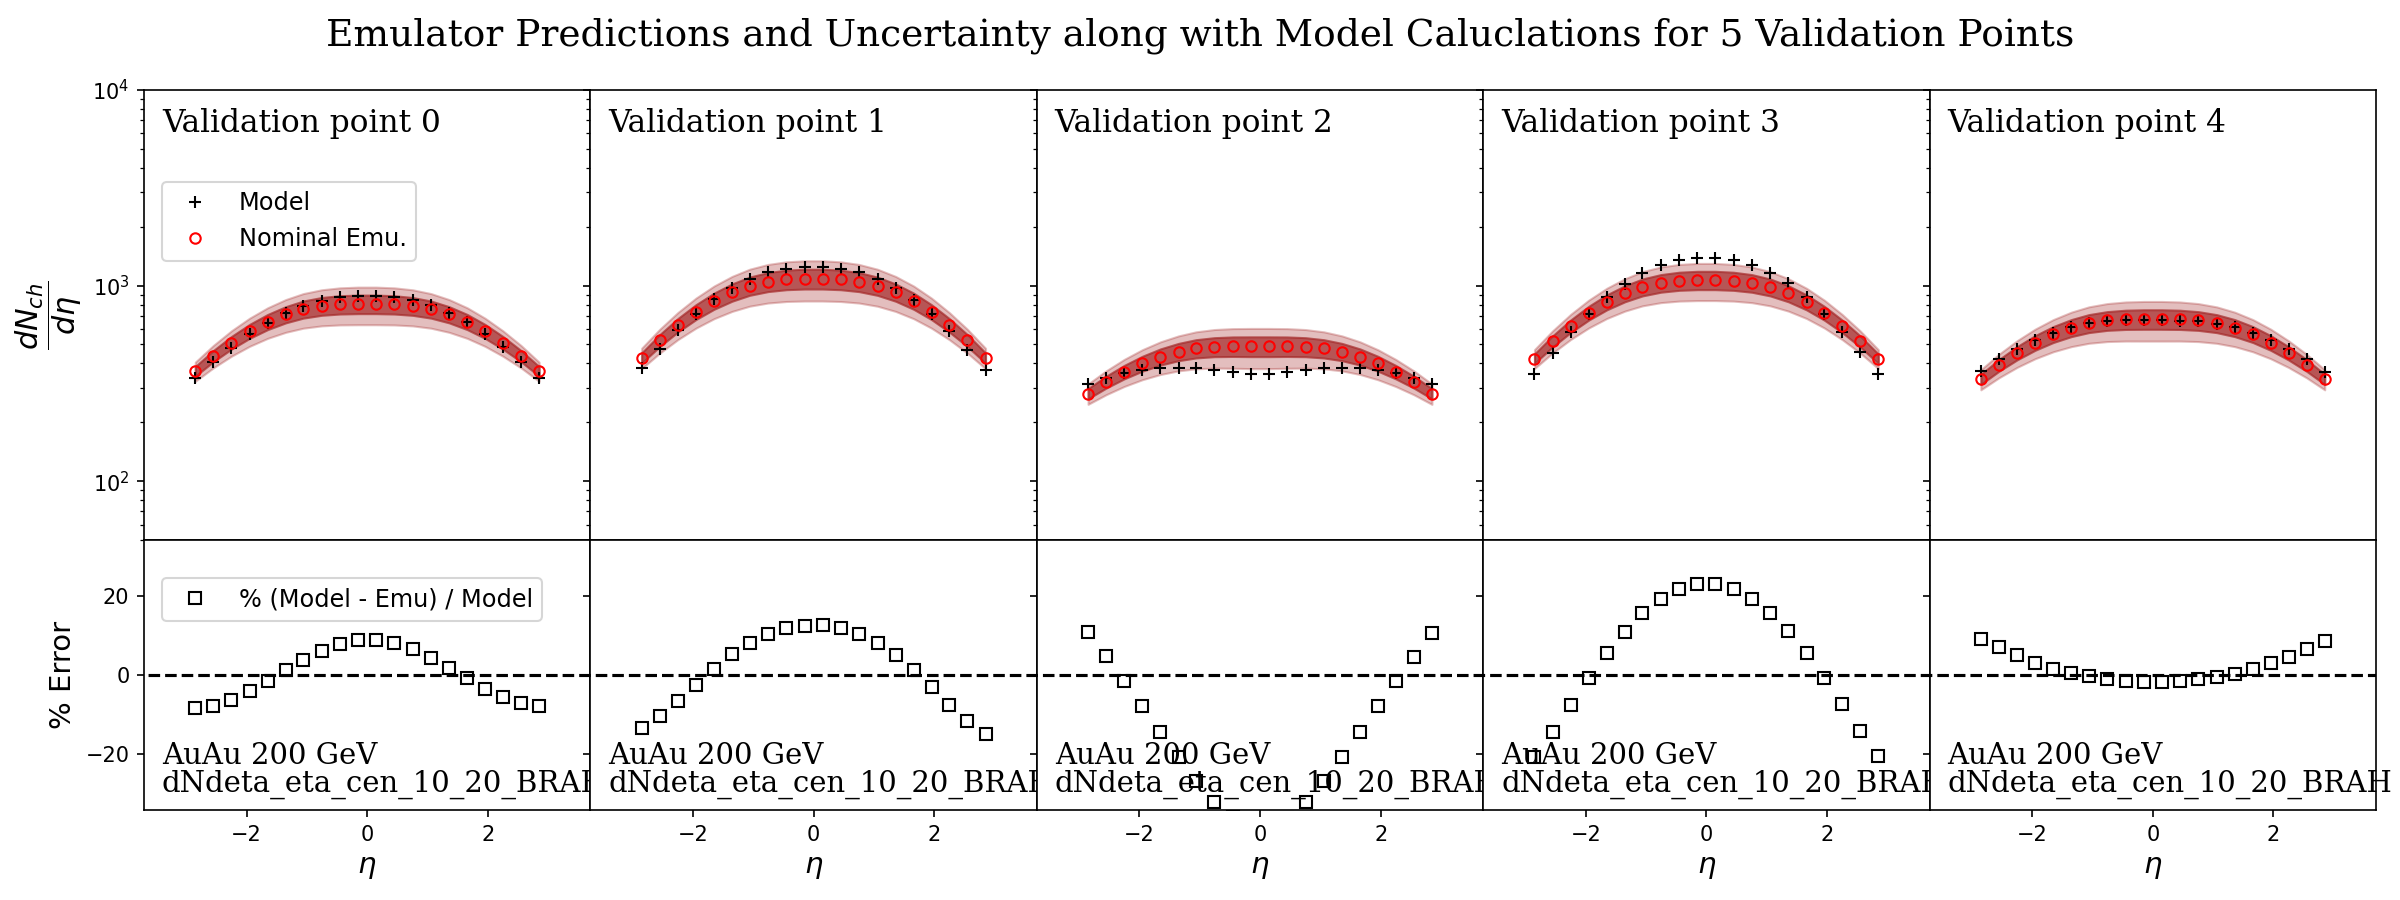 Emulator Predictions and Uncertainty along with Model Caluclations for 5 Validation Points
Validation point 0
Validation point 1
Validation point 2
Validation point 3
Validation point 4
Model
Nominal Emu.
10^4
10^3
10^2
dN_ch
dη
% (Model - Emu) / Model
20
0
−20
% Error
AuAu 200 GeV
dNdeta_eta_cen_10_20_BRAH
AuAu 200 GeV
dNdeta_eta_cen_10_20_BRAH
AuAu 200 GeV
dNdeta_eta_cen_10_20_BRAH
AuAu 200 GeV
dNdeta_eta_cen_10_20_BRAH
AuAu 200 GeV
dNdeta_eta_cen_10_20_BRAH
−2 0 2
−2 0 2
−2 0 2
−2 0 2
−2 0 2
η
η
η
η
η